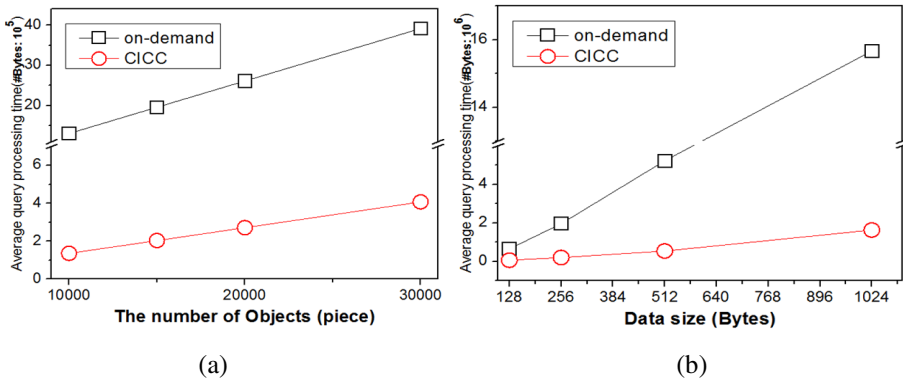 Average query processing time(#Bytes: 10^5)
40
30
20
6
4
2
0
on-demand
CICC
10000 20000 30000
The number of Objects (piece)
(a)
Average query processing time(#Bytes: 10^6)
16
14
4
2
0
on-demand
CICC
128 256 384 512 640 768 896 1024
Data size (Bytes)
(b)